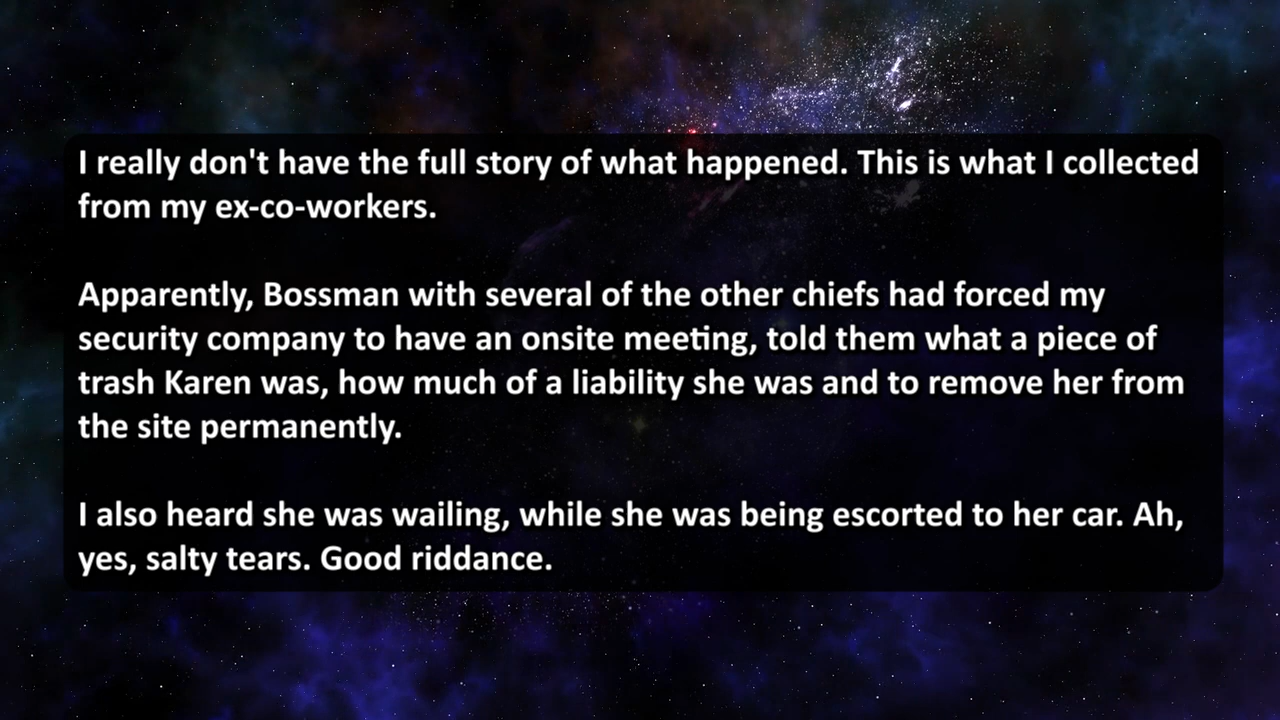 I really don't have the full story of what happened. This is what I collected
from my ex-co-workers.
Apparently, Bossman with several of the other chiefs had forced my
security company to have an onsite meeting, told them what a piece of
trash Karen was, how much of a liability she was and to remove her from
the site permanently.
I also heard she was wailing, while she was being escorted to her car. Ah,
yes, salty tears. Good riddance.